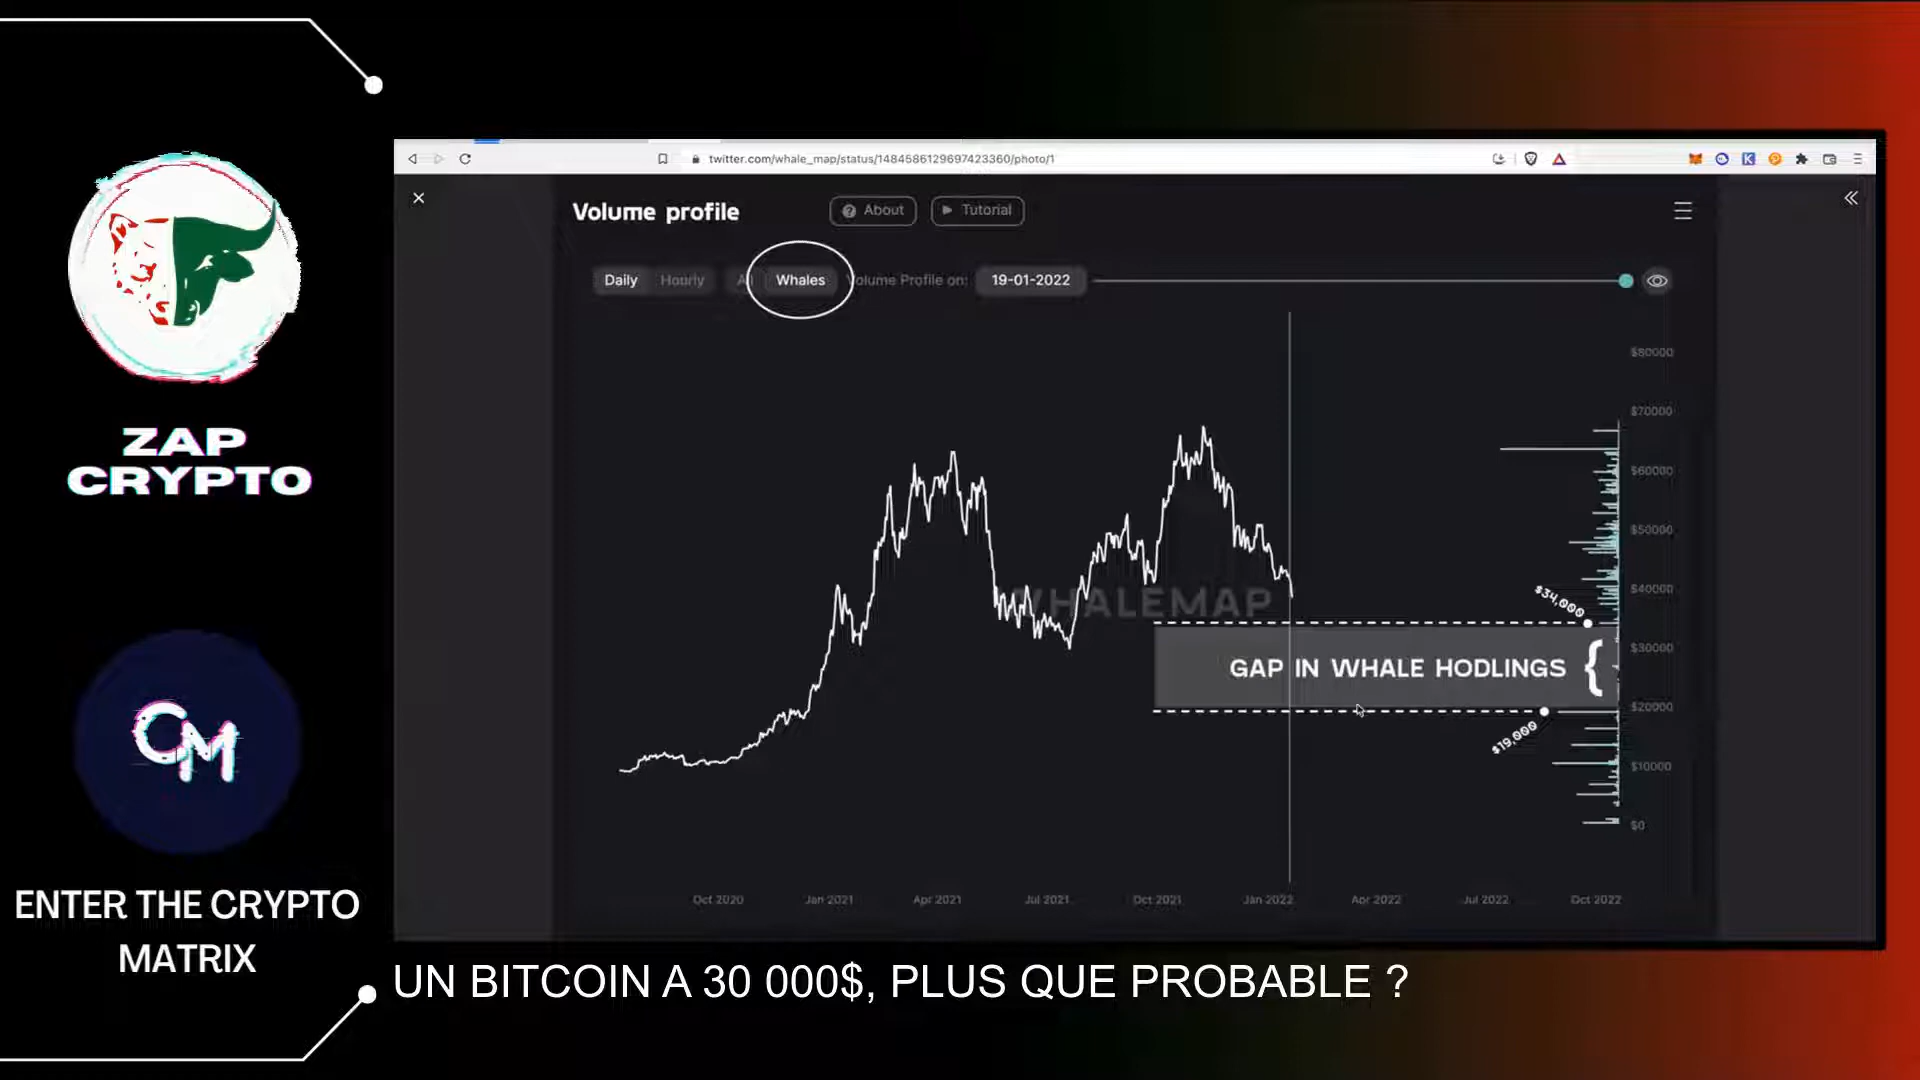 twitter.com/whale_map/status/1484586129697423360/photo/1
Volume profile
About
Tutorial
Daily
Hourly
Whales
Volume Profile on:
19-01-2022
$80000
$70000
$60000
$50000
$40000
$30000
$20000
$10000
$0
$34,000
WHALEMAP
GAP IN WHALE HODLINGS {
$19,000
Oct 2020
Jan 2021
Apr 2021
Jul 2021
Oct 2021
Jan 2022
Apr 2022
Jul 2022
Oct 2022
ZAP
CRYPTO
CM
ENTER THE CRYPTO
MATRIX
UN BITCOIN A 30 000$, PLUS QUE PROBABLE ?